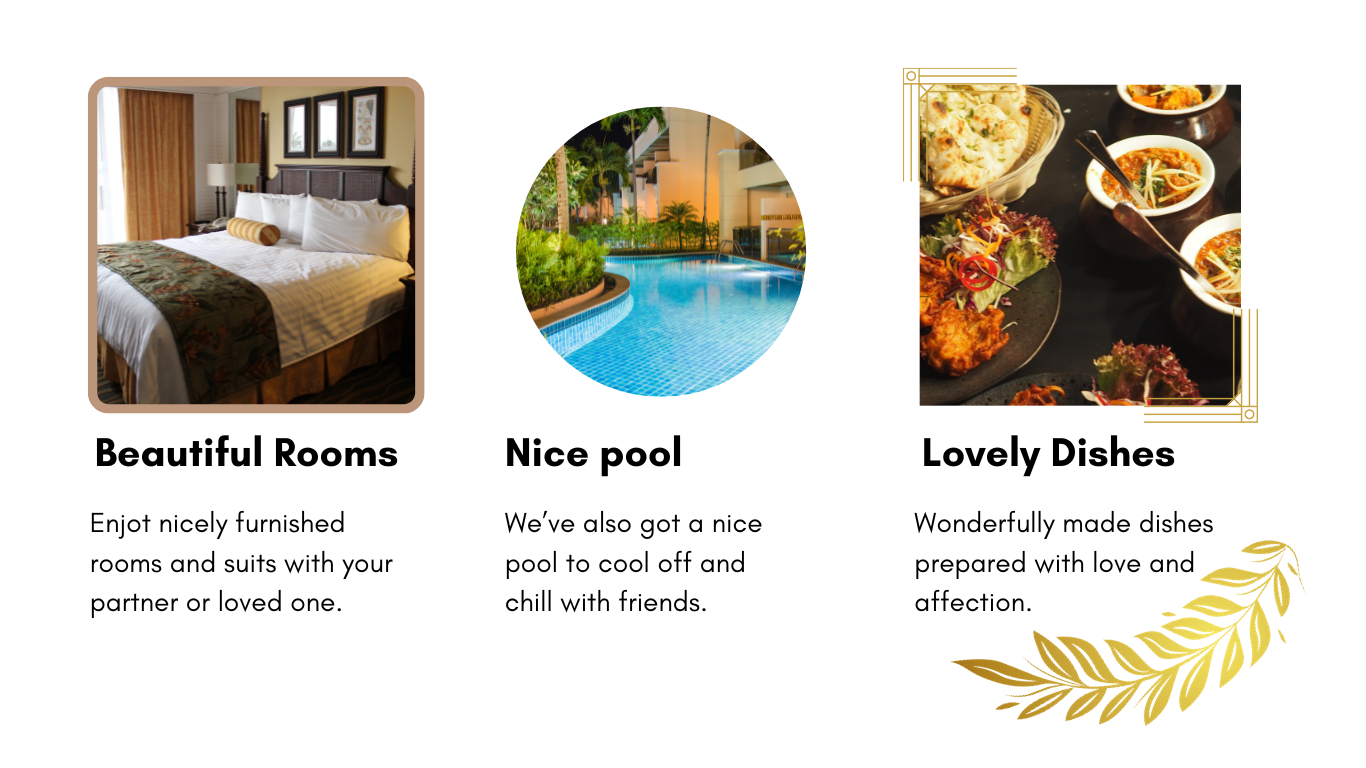 Beautiful Rooms
Enjot nicely furnished
rooms and suits with your
partner or loved one.
Nice pool
We’ve also got a nice
pool to cool off and
chill with friends.
Lovely Dishes
Wonderfully made dishes
prepared with love and
affection.